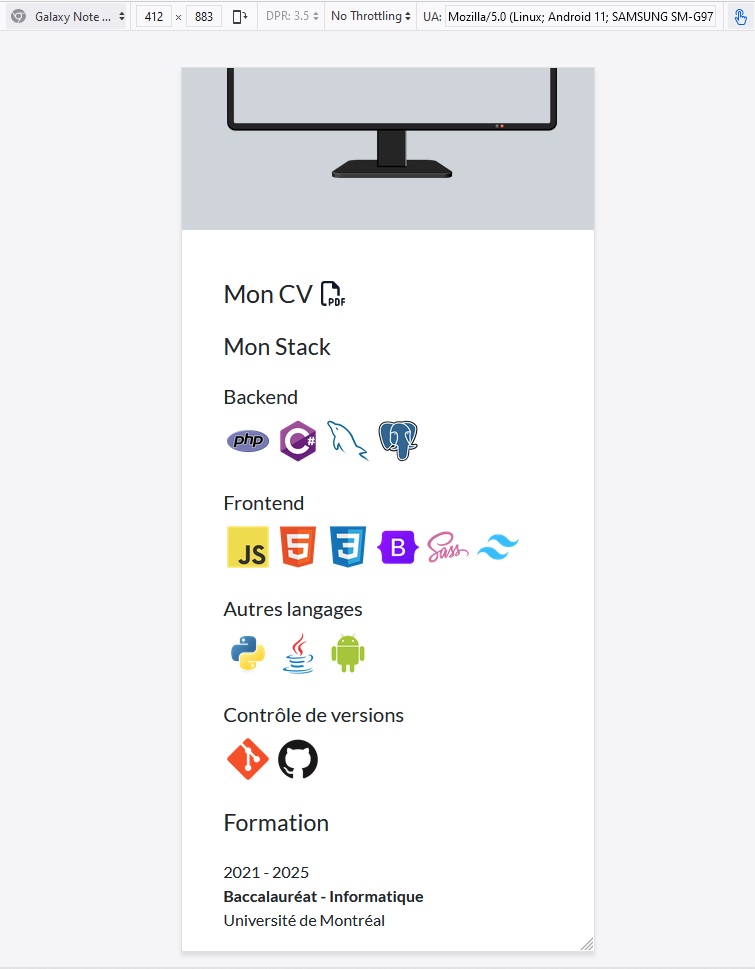 Galaxy Note ... 412 × 883 DPR: 3.5 No Throttling UA: Mozilla/5.0 (Linux; Android 11; SAMSUNG SM-G97
Mon CV PDF
Mon Stack
Backend
php C#
Frontend
JS 5 3 B Sass
Autres langages
Contrôle de versions
Formation
2021 - 2025
Baccalauréat - Informatique
Université de Montréal